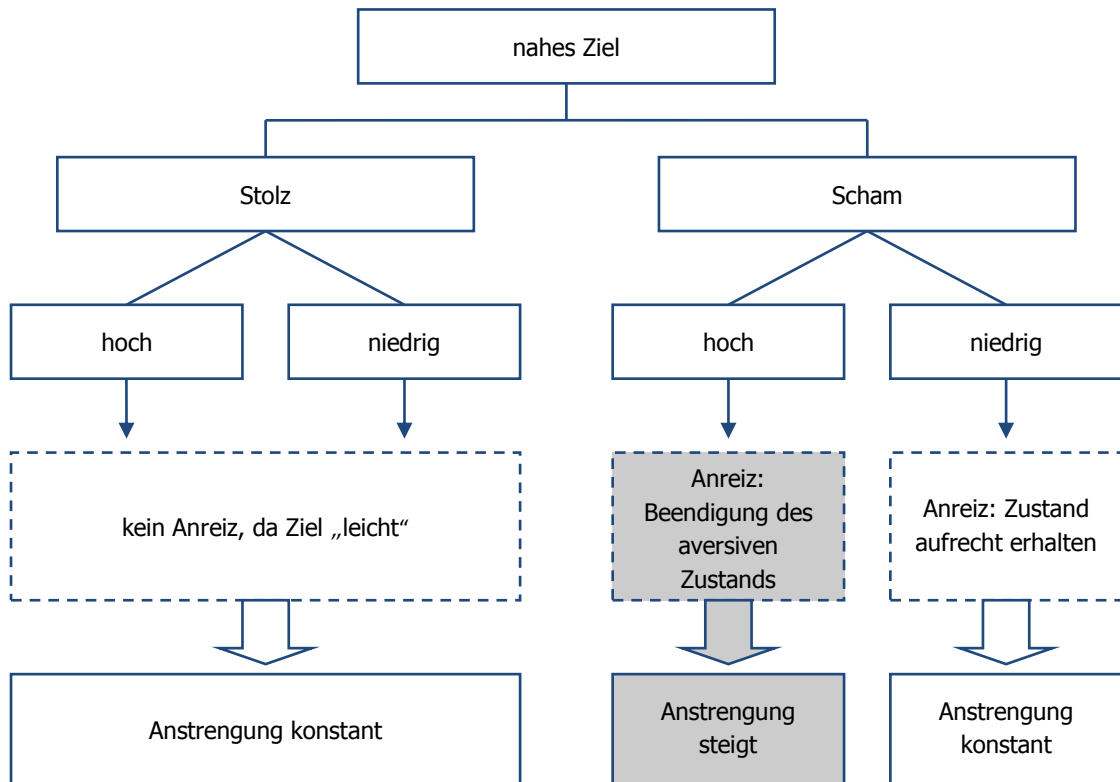 nahes Ziel
Stolz
Scham
hoch
niedrig
hoch
niedrig
kein Anreiz, da Ziel „leicht“
Anreiz:
Beendigung des
aversiven
Zustands
Anreiz: Zustand
aufrecht erhalten
Anstrengung konstant
Anstrengung
steigt
Anstrengung
konstant